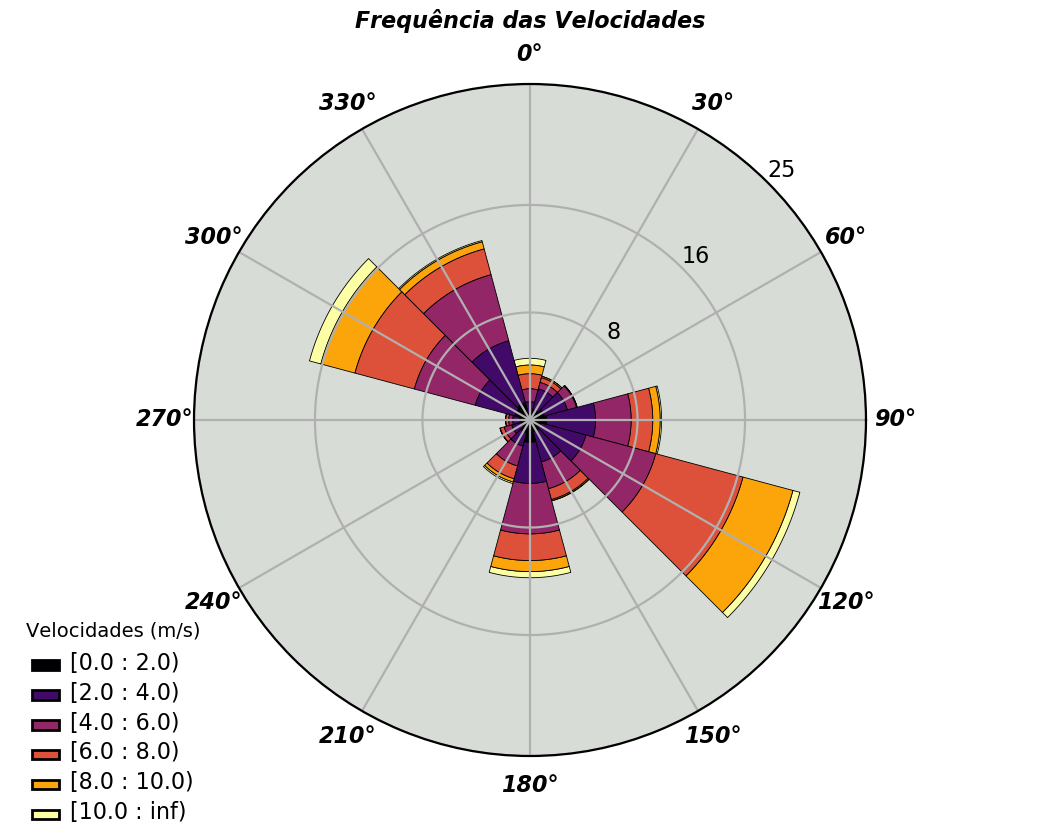 Frequência das Velocidades
0°
330°
30°
25
300°
60°
16
8
270°
90°
240°
120°
210°
150°
180°
Velocidades (m/s)
[0.0 : 2.0)
[2.0 : 4.0)
[4.0 : 6.0)
[6.0 : 8.0)
[8.0 : 10.0)
[10.0 : inf)